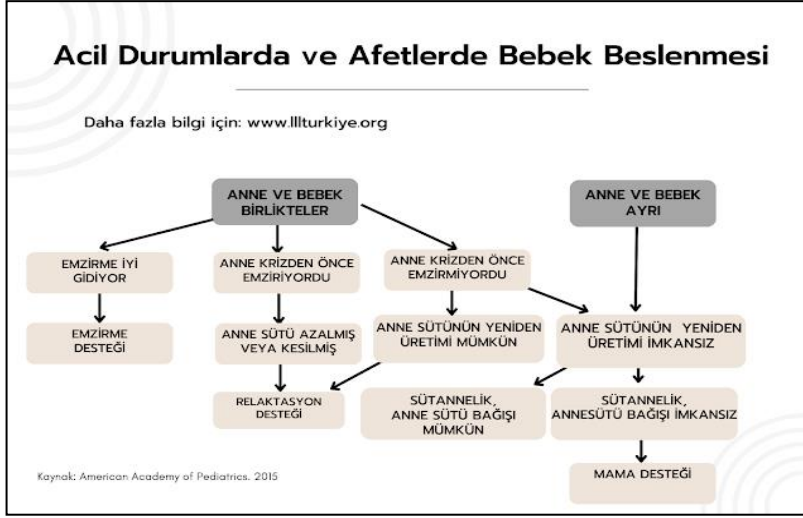 Acil Durumlarda ve Afetlerde Bebek Beslenmesi
Daha fazla bilgi için: www.lllturkiye.org
ANNE VE BEBEK
BİRLİKTELER
ANNE VE BEBEK
AYRI
EMZİRME İYİ
GİDİYOR
ANNE KRİZDEN ÖNCE
EMZİRİYORDU
ANNE KRİZDEN ÖNCE
EMZİRMİYORDU
EMZİRME
DESTEĞİ
ANNE SÜTÜ AZALMIŞ
VEYA KESİLMİŞ
ANNE SÜTÜNÜN YENİDEN
ÜRETİMİ MÜMKÜN
ANNE SÜTÜNÜN YENİDEN
ÜRETİMİ İMKANSIZ
RELAKTASYON
DESTEĞİ
SÜTANNELİK,
ANNE SÜTÜ BAĞIŞI
MÜMKÜN
SÜTANNELİK,
ANNESÜTÜ BAĞIŞI İMKANSIZ
MAMA DESTEĞİ
Kaynak: American Academy of Pediatrics. 2015